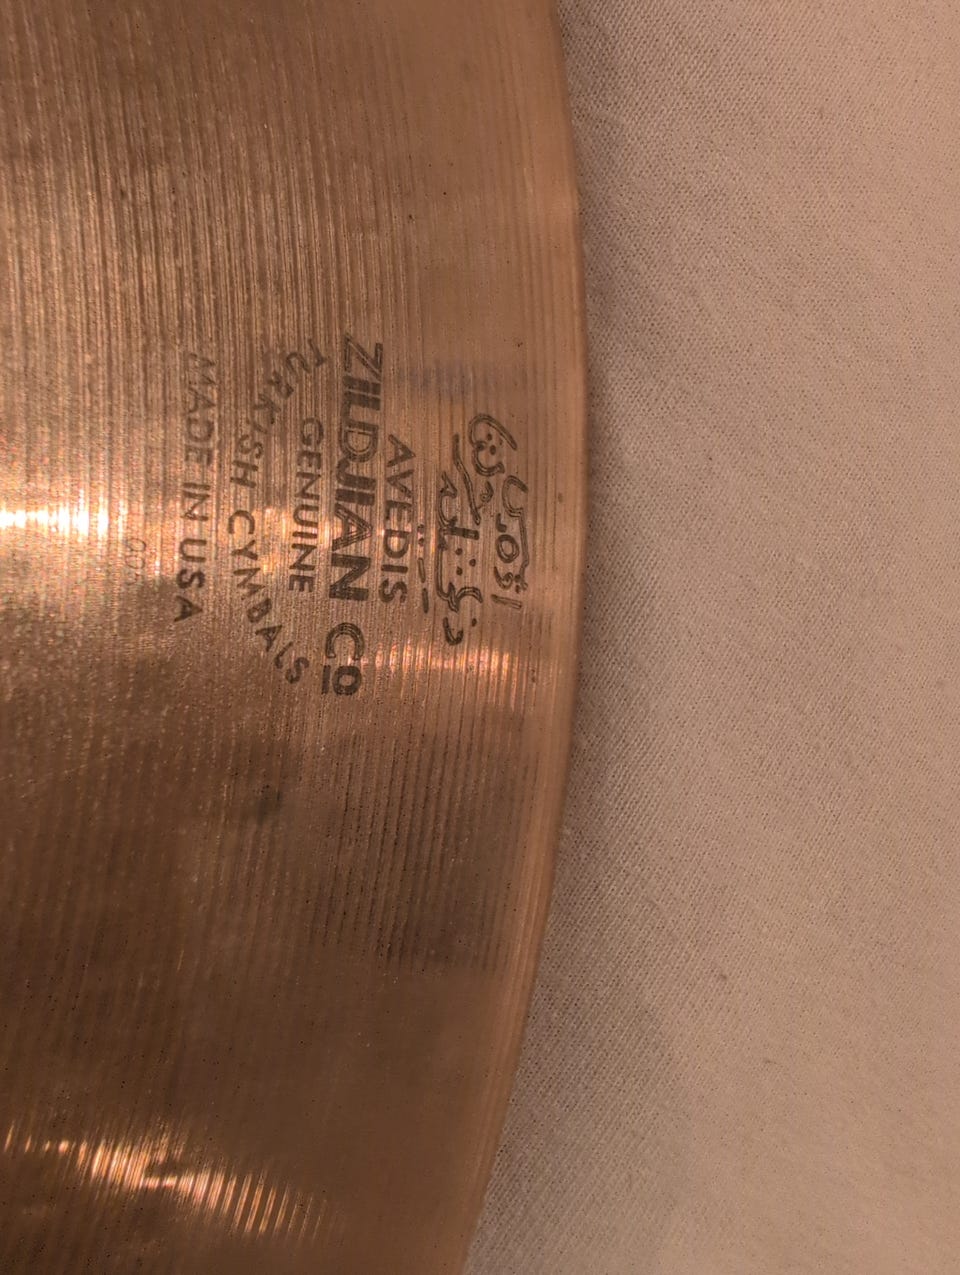 AVEDIS
ZILDJIAN Co
GENUINE
TURKISH CYMBALS
MADE IN USA